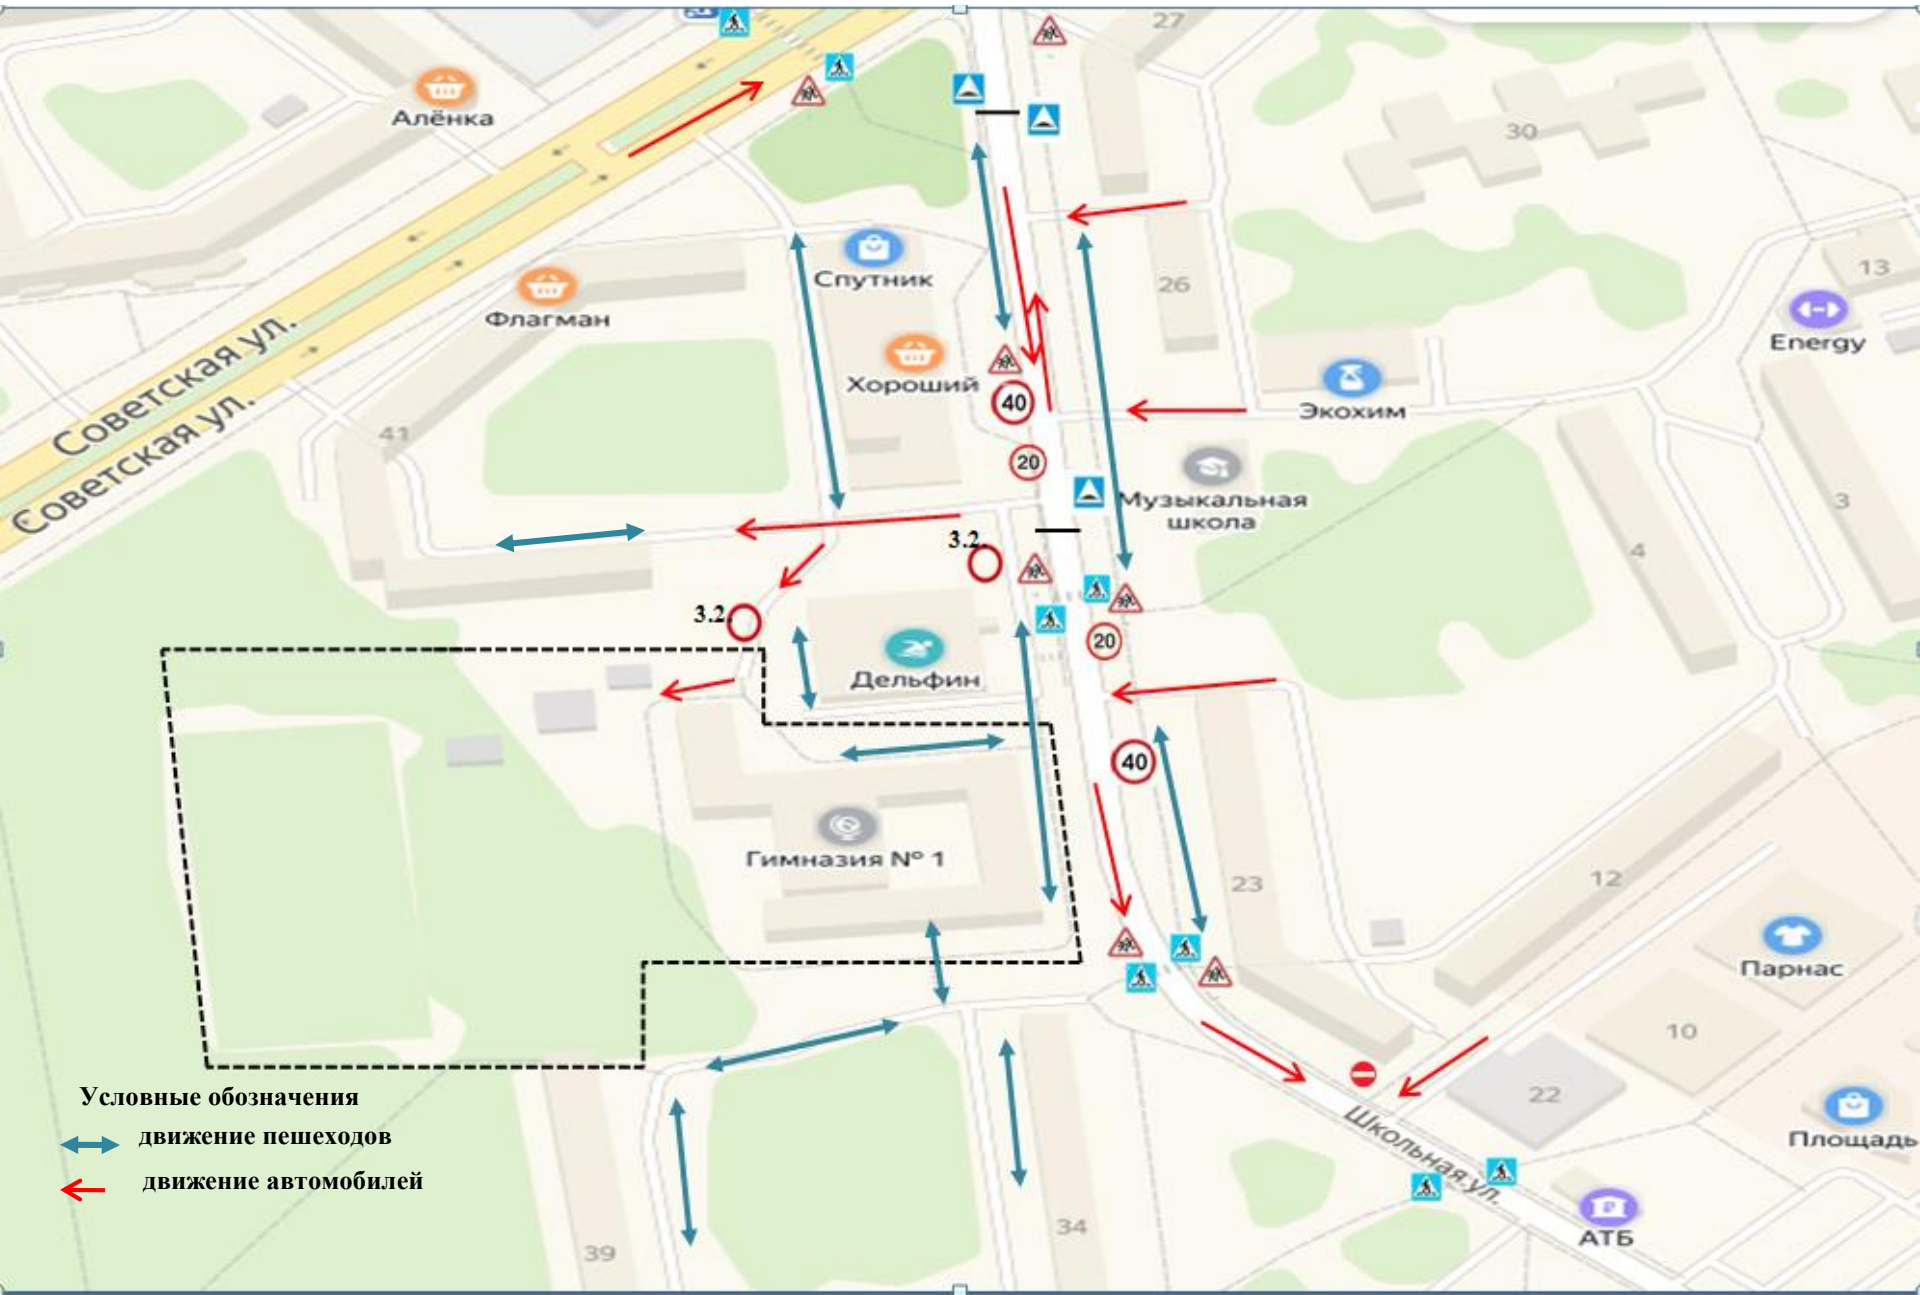 27
Алёнка
30
Спутник
26
13
Флагман
Energy
Хороший
40
Экохим
Советская ул.
Советская ул.
41
20
Музыкальная
школа
3
3.2.
4
3.2.
20
Дельфин
40
Гимназия № 1
23
12
Парнас
10
22
Школьная ул.
Площадь
АТБ
34
39
Условные обозначения
движение пешеходов
движение автомобилей